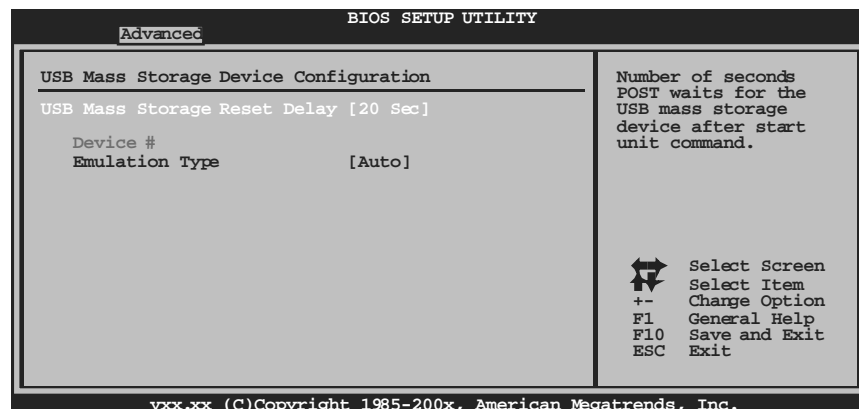 BIOS SETUP UTILITY
Advanced
USB Mass Storage Device Configuration
USB Mass Storage Reset Delay [20 Sec]
Device #
Emulation Type [Auto]
Number of seconds
POST waits for the
USB mass storage
device after start
unit command.
Select Screen
Select Item
+- Change Option
F1 General Help
F10 Save and Exit
ESC Exit
vxx.xx (C)Copyright 1985-200x, American Megatrends, Inc.